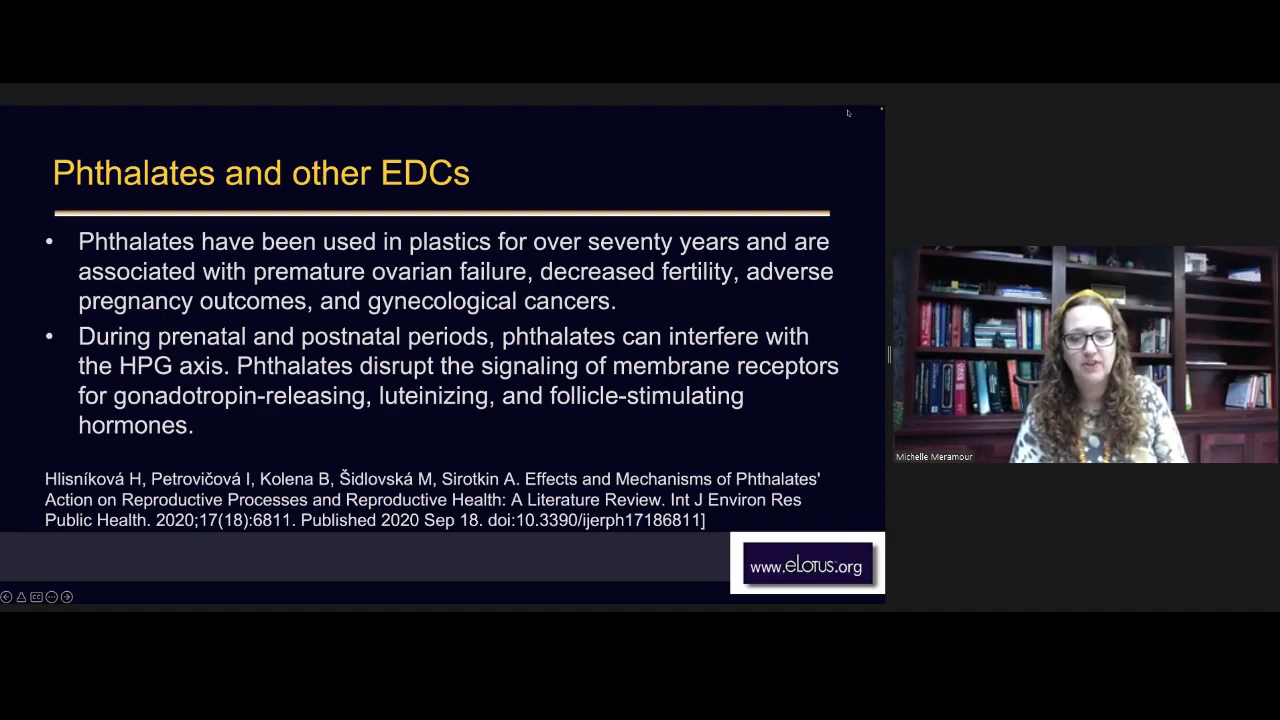 Phthalates and other EDCs
• Phthalates have been used in plastics for over seventy years and are
associated with premature ovarian failure, decreased fertility, adverse
pregnancy outcomes, and gynecological cancers.
• During prenatal and postnatal periods, phthalates can interfere with
the HPG axis. Phthalates disrupt the signaling of membrane receptors
for gonadotropin-releasing, luteinizing, and follicle-stimulating
hormones.
Hlisníková H, Petrovičová I, Kolena B, Šidlovská M, Sirotkin A. Effects and Mechanisms of Phthalates'
Action on Reproductive Processes and Reproductive Health: A Literature Review. Int J Environ Res
Public Health. 2020;17(18):6811. Published 2020 Sep 18. doi:10.3390/ijerph17186811]
www.eLotus.org
Michelle Meramour